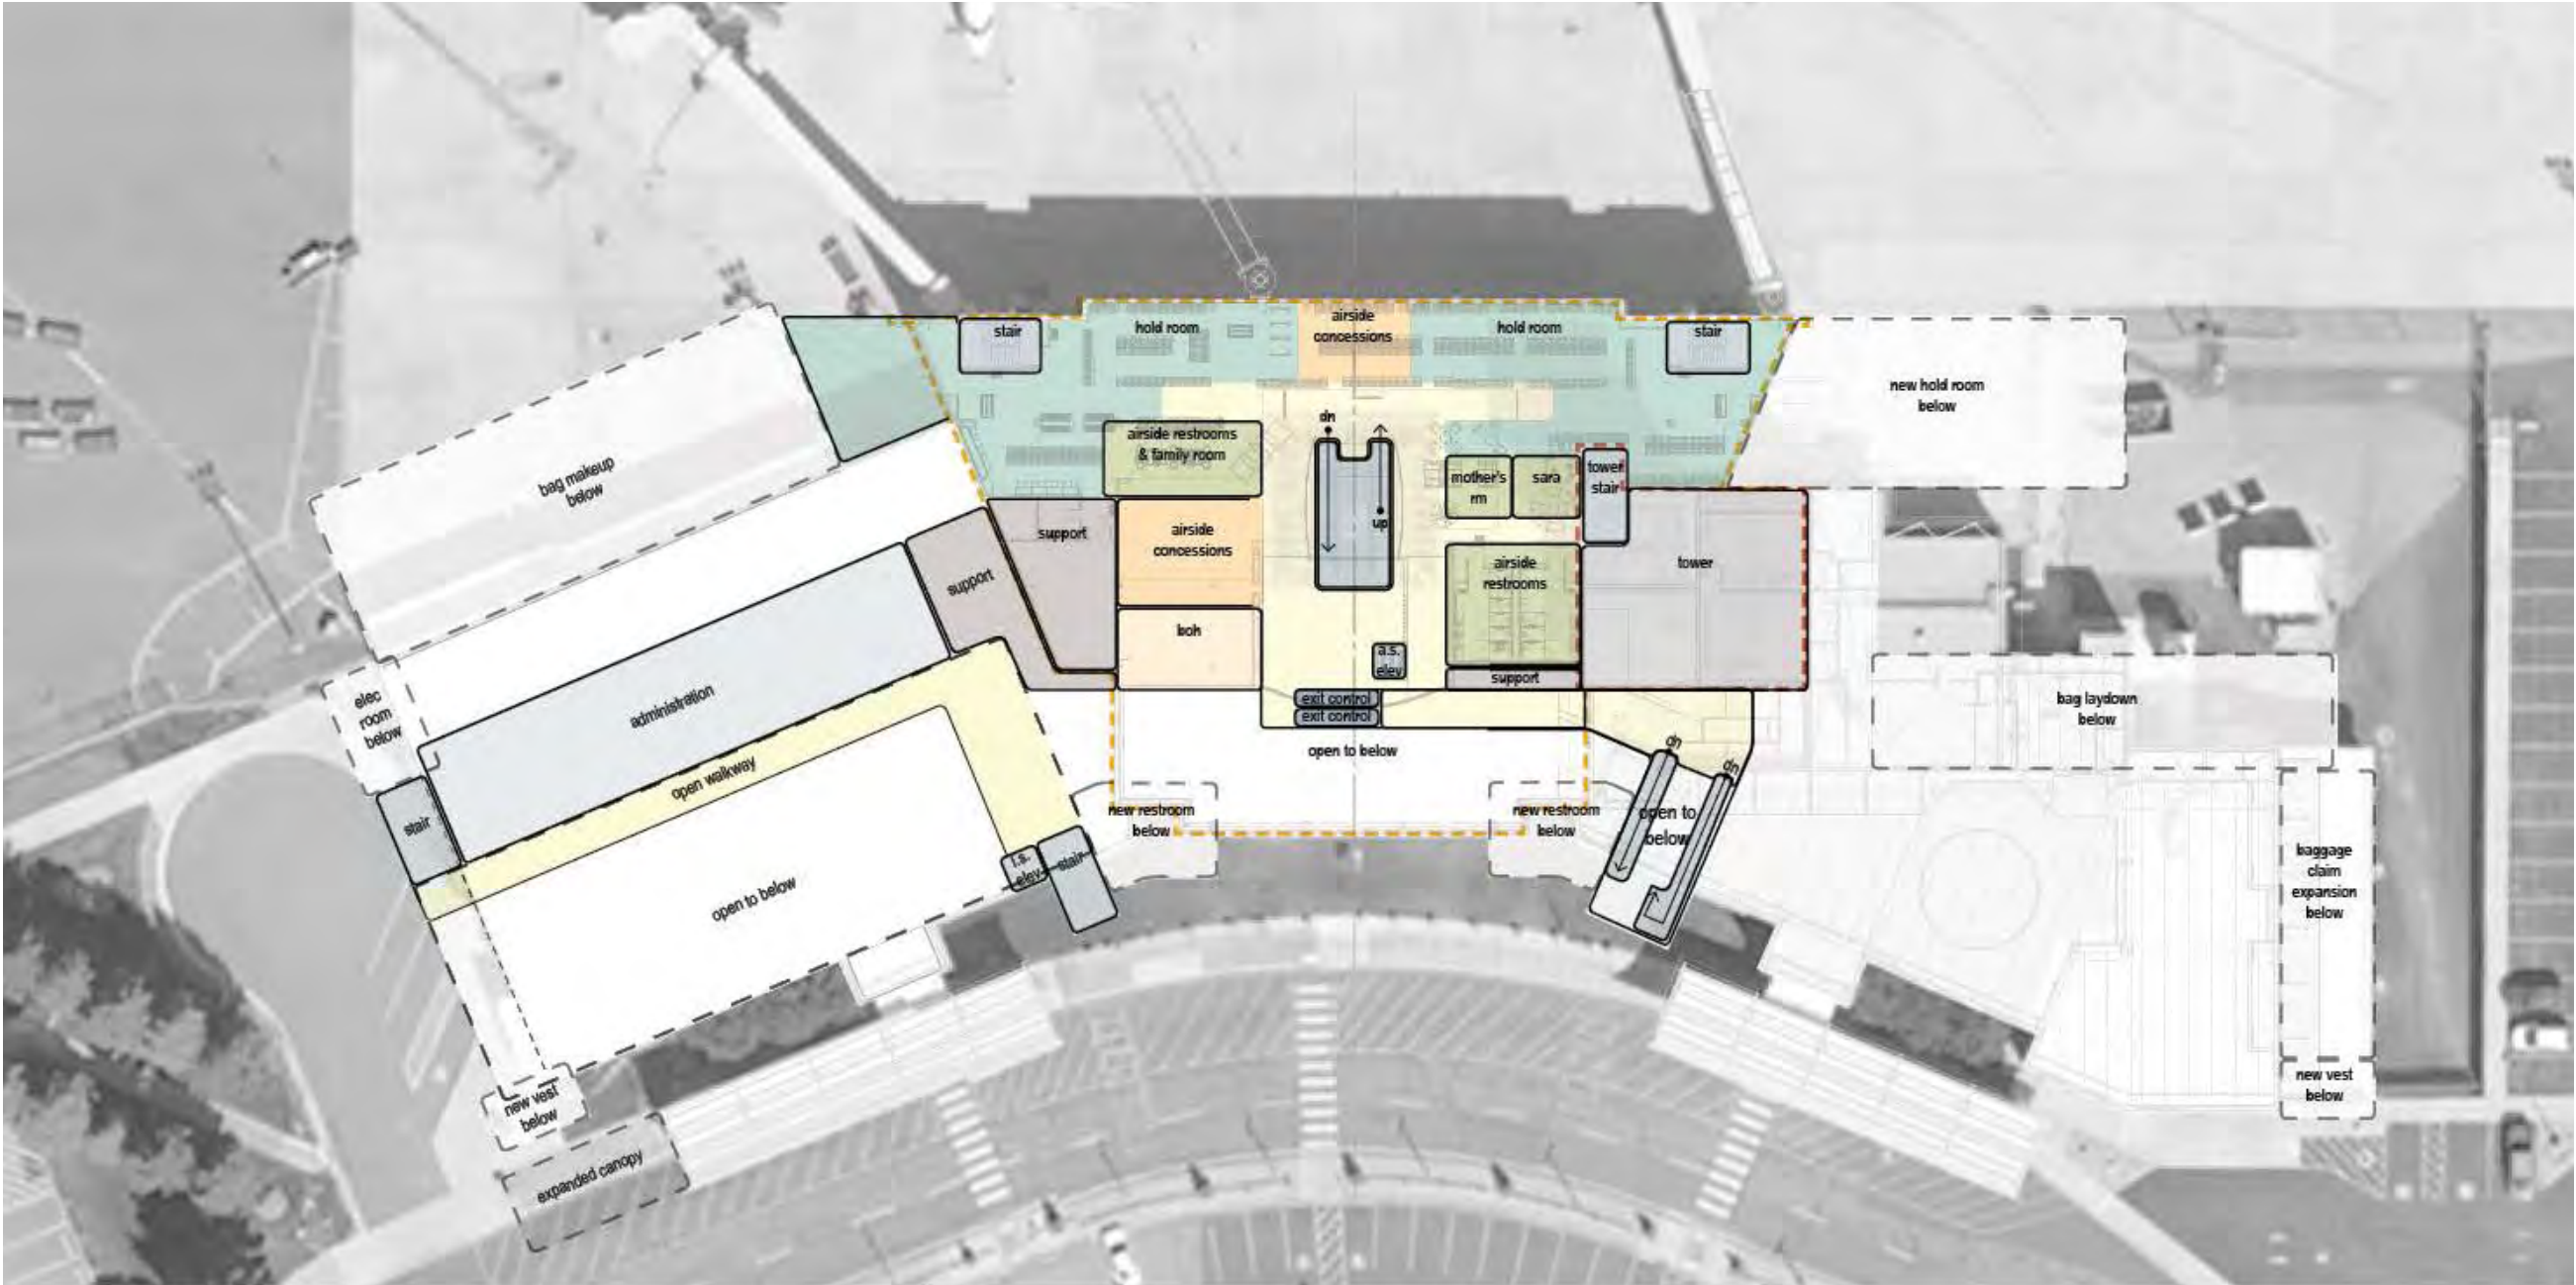 stair
hold room
airside
concessions
hold room
stair
new hold room
below
dn
airside restrooms
& family room
bag makeup
below
mother's
rm
sara
tower
stair
up
support
airside
concessions
airside
restrooms
tower
support
boh
a.s.
elev
support
exit control
exit control
open to below
administration
elec
room
below
bag laydown
below
dn
dn
open walkway
stair
new restroom
below
new restroom
below
open to
below
l.s.
elev
stair
open to below
baggage
claim
expansion
below
new vest
below
new vest
below
expanded canopy